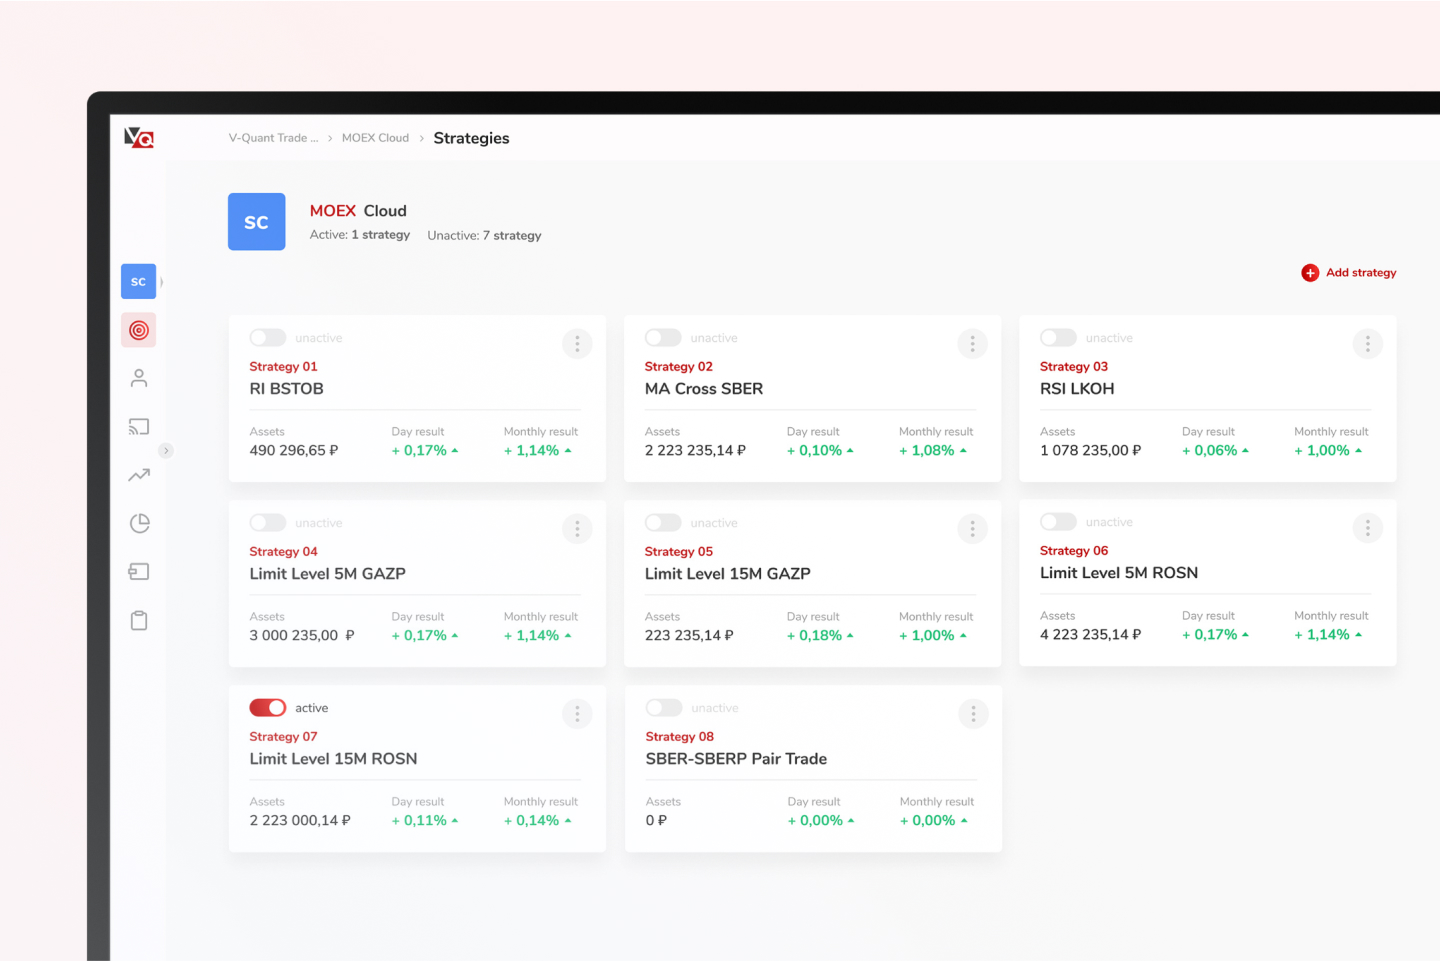 VQ
V-Quant Trade ... > MOEX Cloud > Strategies
SC
MOEX Cloud
Active: 1 strategy Unactive: 7 strategy
SC
Add strategy
unactive
Strategy 01
RI BSTOB
Assets Day result Monthly result
490 296,65 ₽ + 0,17% + 1,14%
unactive
Strategy 02
MA Cross SBER
Assets Day result Monthly result
2 223 235,14 ₽ + 0,10% + 1,08%
unactive
Strategy 03
RSI LKOH
Assets Day result Monthly result
1 078 235,00 ₽ + 0,06% + 1,00%
unactive
Strategy 04
Limit Level 5M GAZP
Assets Day result Monthly result
3 000 235,00 ₽ + 0,17% + 1,14%
unactive
Strategy 05
Limit Level 15M GAZP
Assets Day result Monthly result
223 235,14 ₽ + 0,18% + 1,00%
unactive
Strategy 06
Limit Level 5M ROSN
Assets Day result Monthly result
4 223 235,14 ₽ + 0,17% + 1,14%
active
Strategy 07
Limit Level 15M ROSN
Assets Day result Monthly result
2 223 000,14 ₽ + 0,11% + 0,14%
unactive
Strategy 08
SBER-SBERP Pair Trade
Assets Day result Monthly result
0 ₽ + 0,00% + 0,00%